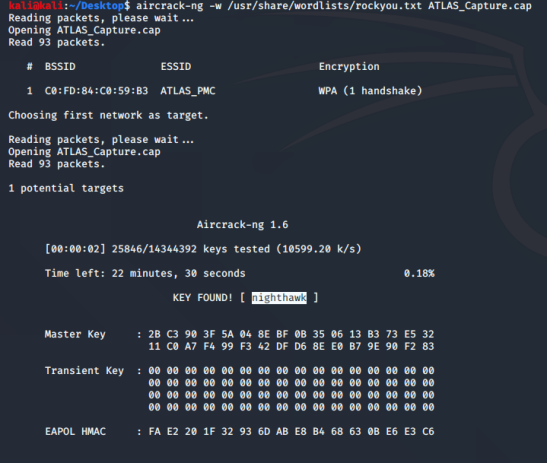 kali@kali:~/Desktop$ aircrack-ng -w /usr/share/wordlists/rockyou.txt ATLAS_Capture.cap
Reading packets, please wait...
Opening ATLAS_Capture.cap
Read 93 packets.
# BSSID ESSID Encryption
1 C0:FD:84:C0:59:B3 ATLAS_PMC WPA (1 handshake)
Choosing first network as target.
Reading packets, please wait...
Opening ATLAS_Capture.cap
Read 93 packets.
1 potential targets
Aircrack-ng 1.6
[00:00:02] 25846/14344392 keys tested (10599.20 k/s)
Time left: 22 minutes, 30 seconds 0.18%
KEY FOUND! [ nighthawk ]
Master Key : 2B C3 90 3F 5A 04 8E BF 0B 35 06 13 B3 73 E5 32
11 C0 A7 F4 99 F3 42 DF D6 8E E0 B7 9E 90 F2 83
Transient Key : 00 00 00 00 00 00 00 00 00 00 00 00 00 00 00 00
00 00 00 00 00 00 00 00 00 00 00 00 00 00 00 00
00 00 00 00 00 00 00 00 00 00 00 00 00 00 00 00
00 00 00 00 00 00 00 00 00 00 00 00 00 00 00 00
EAPOL HMAC : FA E2 20 1F 32 93 6D AB E8 B4 68 63 0B E6 E3 C6